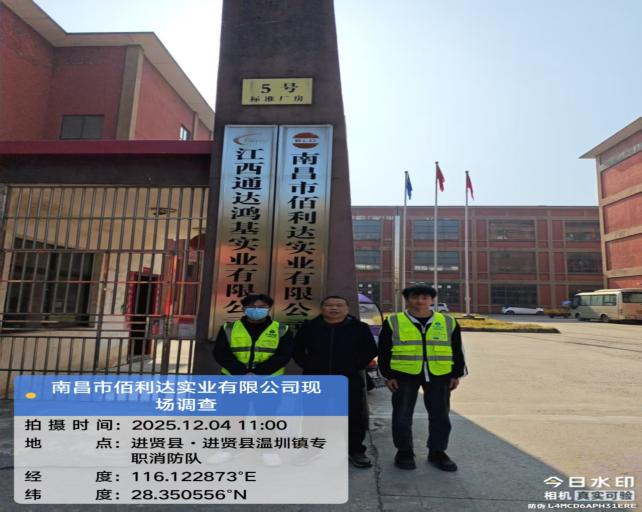 5号
标准厂房
江西通达鸿基实业有限公
南昌市佰利达实业有限公司
南昌市佰利达实业有限公司现
场调查
拍摄时间：2025.12.04 11:00
地点：进贤县·进贤县温圳镇专
职消防队
经度：116.122873°E
纬度：28.350556°N
今日水印
相机 真实可验
防伪 L4MCD6APH31ERE